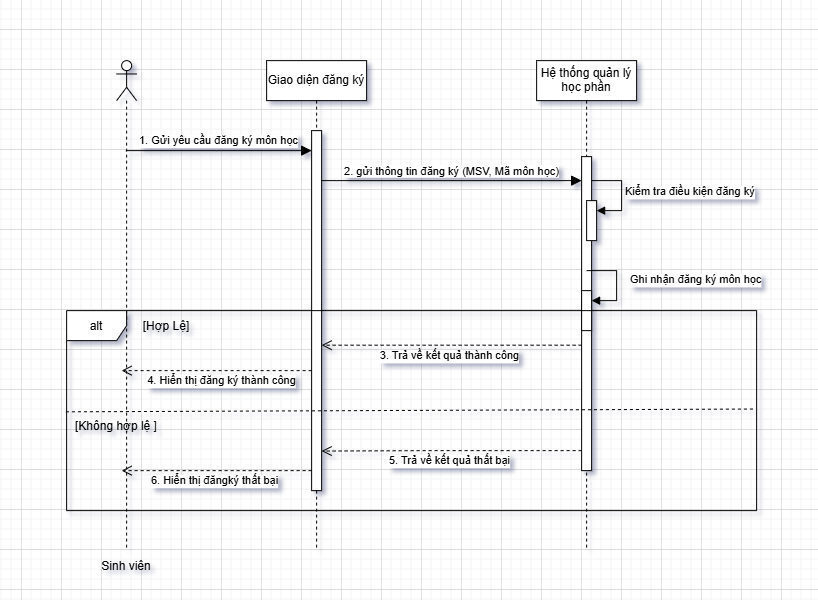 Giao diện đăng ký
Hệ thống quản lý
học phần
1. Gửi yêu cầu đăng ký môn học
2. gửi thông tin đăng ký (MSV, Mã môn học)
Kiểm tra điều kiện đăng ký
Ghi nhận đăng ký môn học
alt
[Hợp Lệ]
3. Trả về kết quả thành công
4. Hiển thị đăng ký thành công
[Không hợp lệ ]
5. Trả về kết quả thất bại
6. Hiển thị đăngký thất bại
Sinh viên